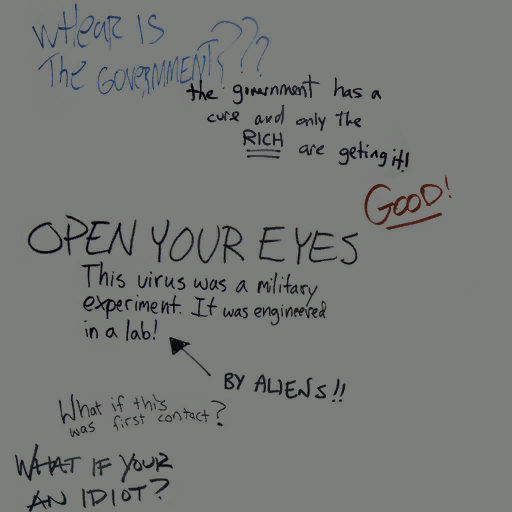 wHear IS
The GOVERNMENT???
the government has a
cure and only The
RICH are geting it!
GOOD!
OPEN YOUR EYES
This virus was a military
experiment. It was engineered
in a lab!
BY ALIENS!!
What if this
was first contact?
WHAT IF YOUR
AN IDIOT?